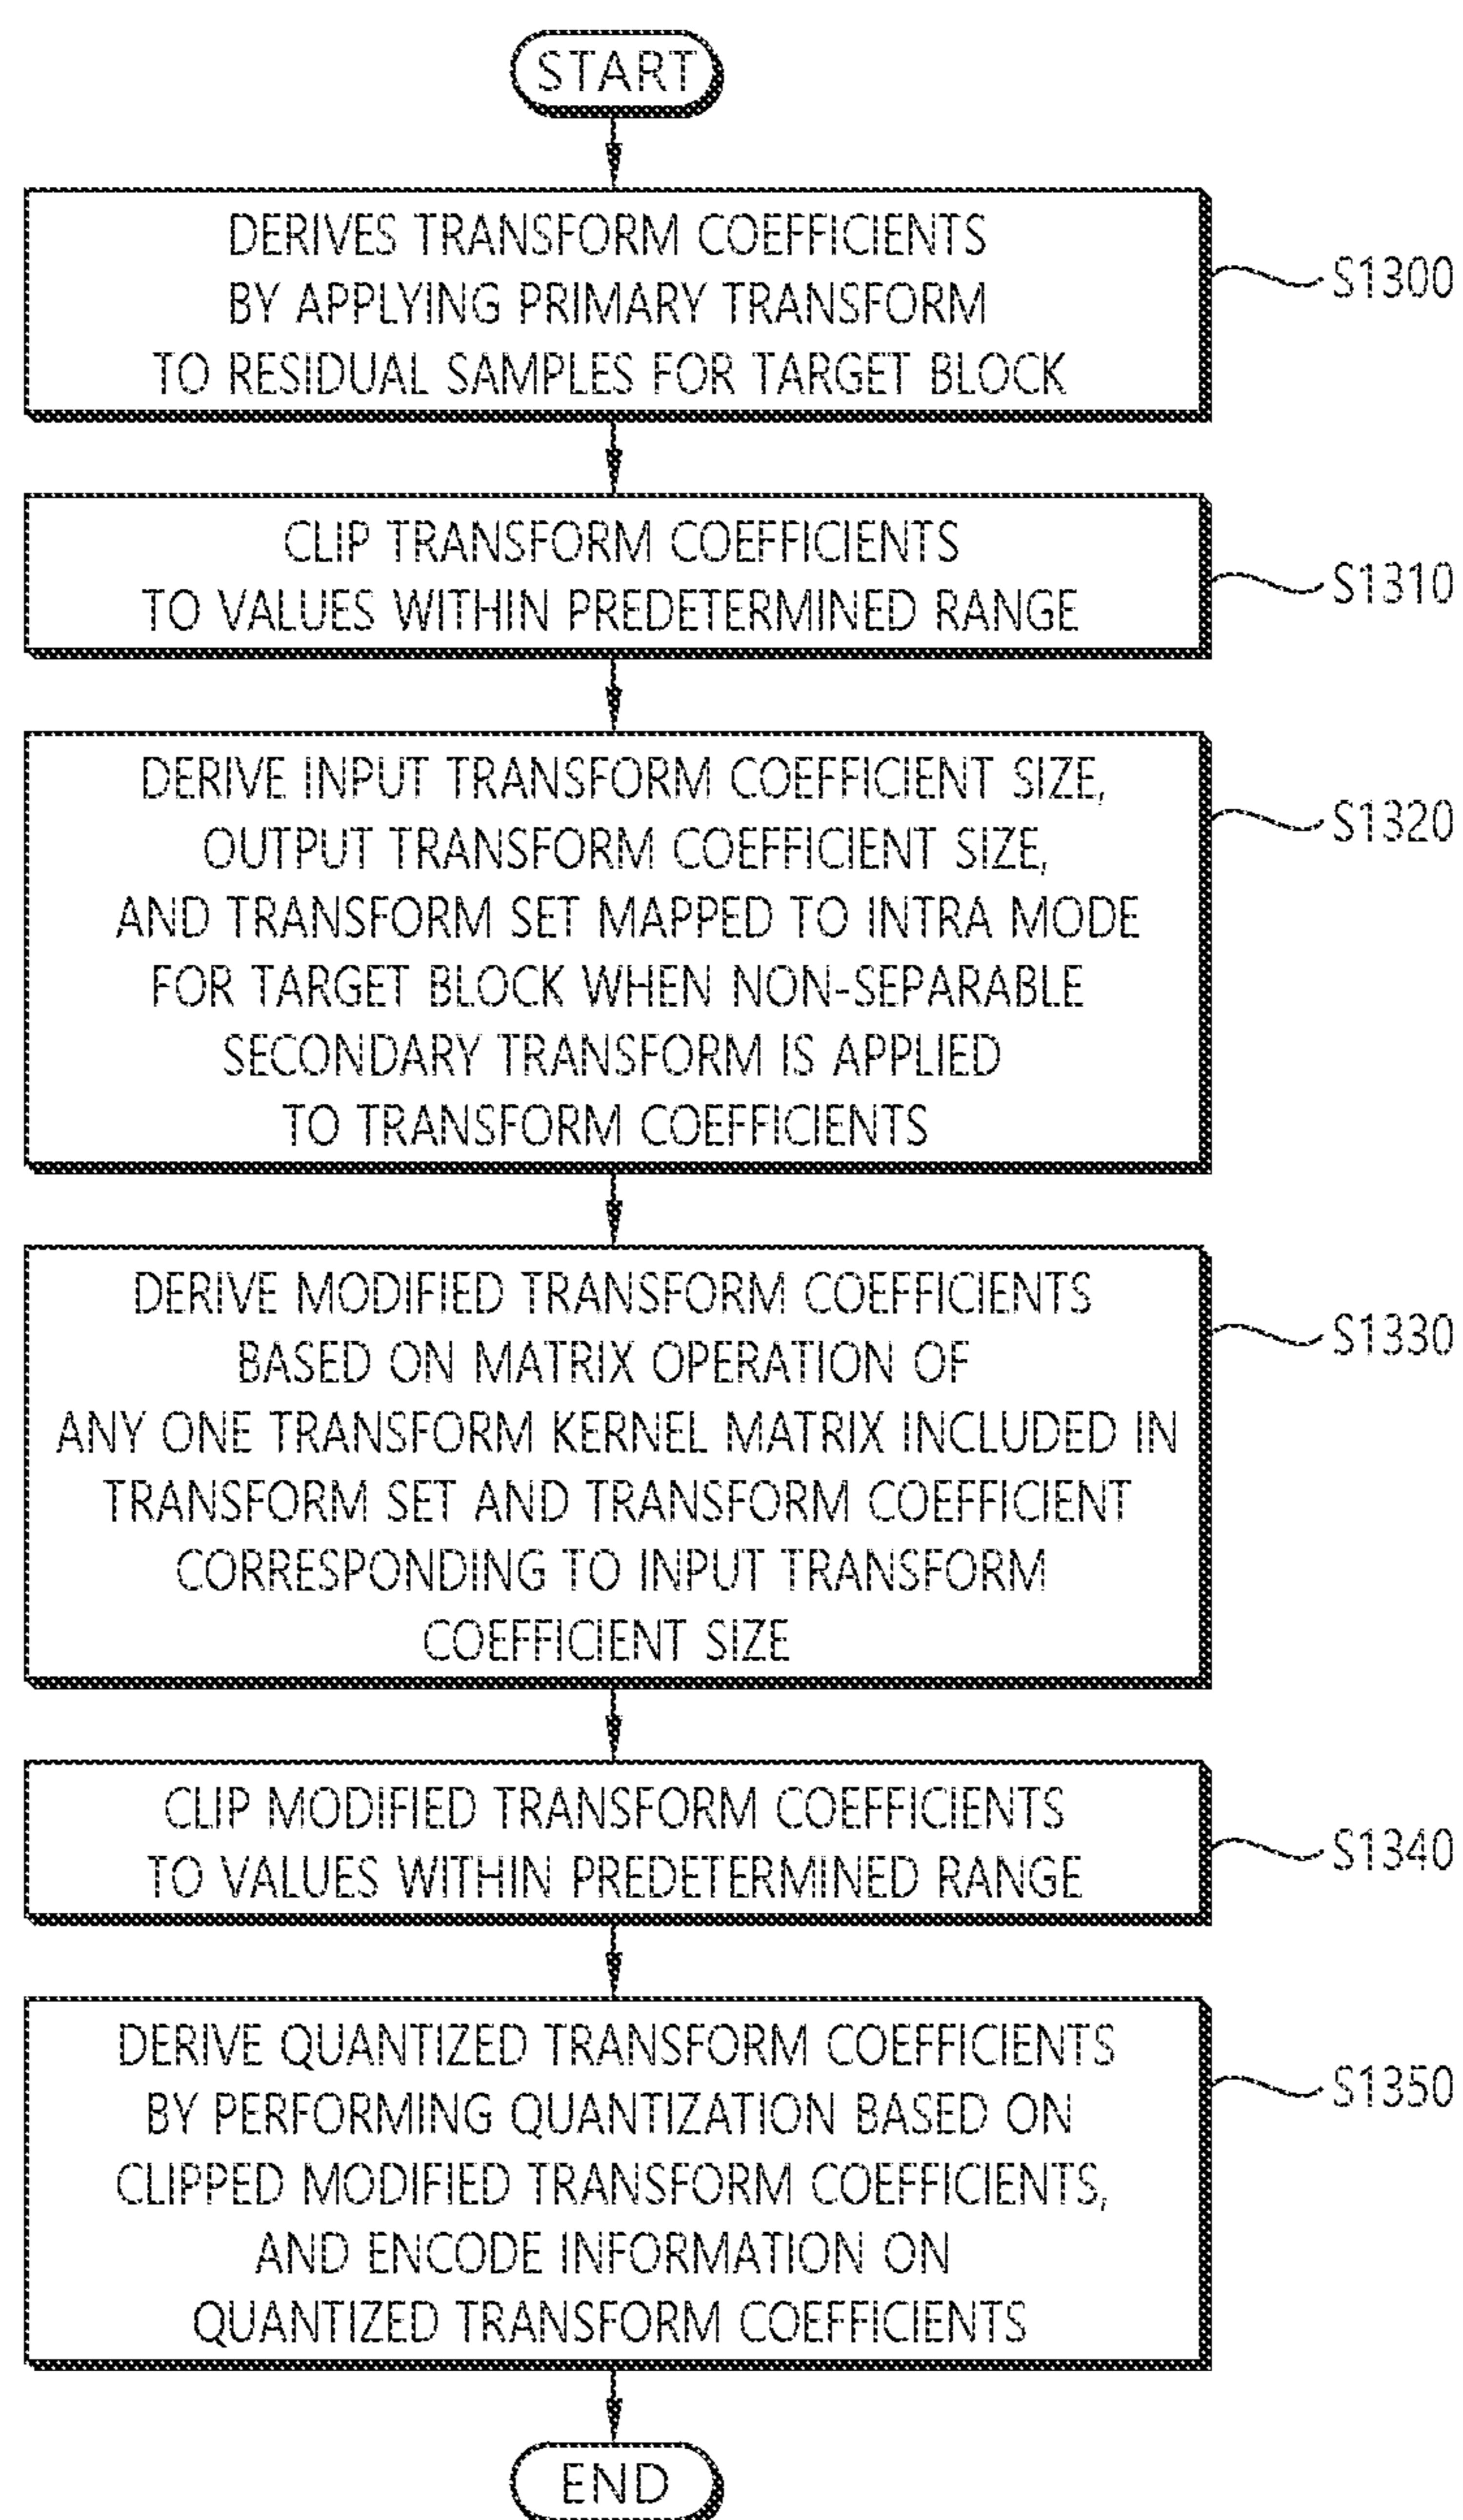 START
DERIVES TRANSFORM COEFFICIENTS
BY APPLYING PRIMARY TRANSFORM
TO RESIDUAL SAMPLES FOR TARGET BLOCK
S1300
CLIP TRANSFORM COEFFICIENTS
TO VALUES WITHIN PREDETERMINED RANGE
S1310
DERIVE INPUT TRANSFORM COEFFICIENT SIZE,
OUTPUT TRANSFORM COEFFICIENT SIZE,
AND TRANSFORM SET MAPPED TO INTRA MODE
FOR TARGET BLOCK WHEN NON-SEPARABLE
SECONDARY TRANSFORM IS APPLIED
TO TRANSFORM COEFFICIENTS
S1320
DERIVE MODIFIED TRANSFORM COEFFICIENTS
BASED ON MATRIX OPERATION OF
ANY ONE TRANSFORM KERNEL MATRIX INCLUDED IN
TRANSFORM SET AND TRANSFORM COEFFICIENT
CORRESPONDING TO INPUT TRANSFORM
COEFFICIENT SIZE
S1330
CLIP MODIFIED TRANSFORM COEFFICIENTS
TO VALUES WITHIN PREDETERMINED RANGE
S1340
DERIVE QUANTIZED TRANSFORM COEFFICIENTS
BY PERFORMING QUANTIZATION BASED ON
CLIPPED MODIFIED TRANSFORM COEFFICIENTS,
AND ENCODE INFORMATION ON
QUANTIZED TRANSFORM COEFFICIENTS
S1350
END